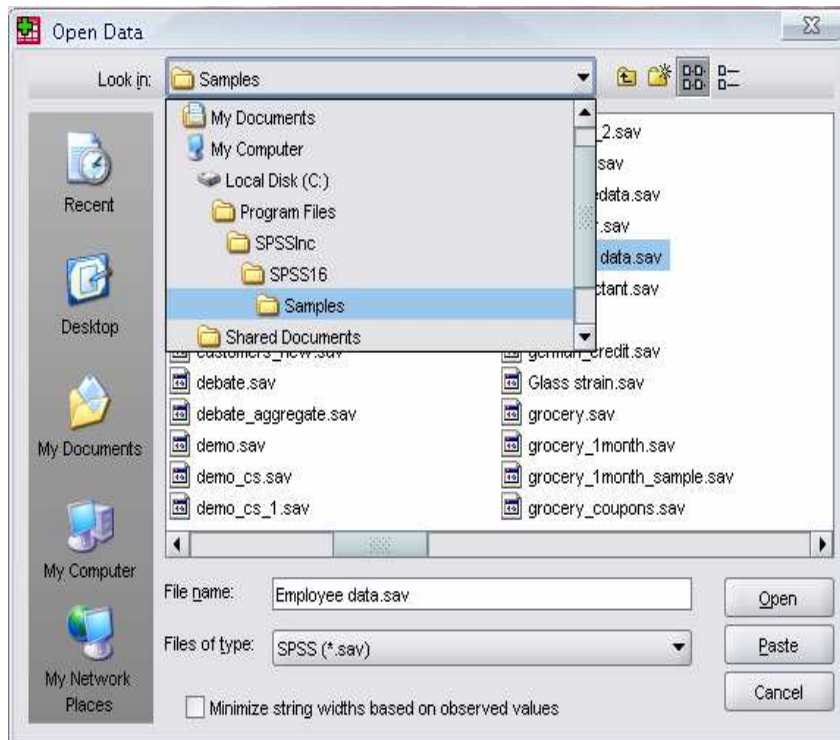 Open Data
Look in:
Samples
My Documents
My Computer
Local Disk (C:)
Program Files
SPSSInc
SPSS16
Samples
Shared Documents
Recent
Desktop
My Documents
My Computer
My Network
Places
_2.sav
sav
data.sav
.sav
data.sav
ctant.sav
customers_new.sav
debate.sav
debate_aggregate.sav
demo.sav
demo_cs.sav
demo_cs_1.sav
german_credit.sav
Glass strain.sav
grocery.sav
grocery_1month.sav
grocery_1month_sample.sav
grocery_coupons.sav
File name:
Employee data.sav
Open
Files of type:
SPSS (*.sav)
Paste
Minimize string widths based on observed values
Cancel